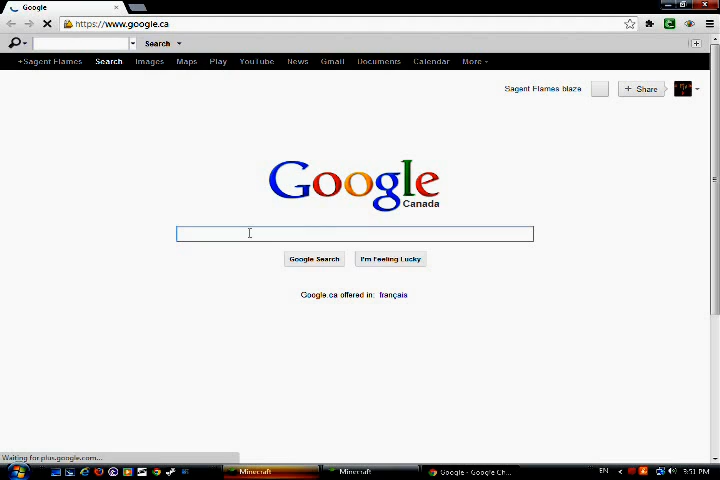 Google
https://www.google.ca
Search
+Sagent Flames Search Images Maps Play YouTube News Gmail Documents Calendar More
Sagent Flames blaze + Share
Google
Canada
Google Search I'm Feeling Lucky
Google.ca offered in: français
Waiting for plus.google.com...
Minecraft Minecraft Google - Google Ch... EN 3:51 PM